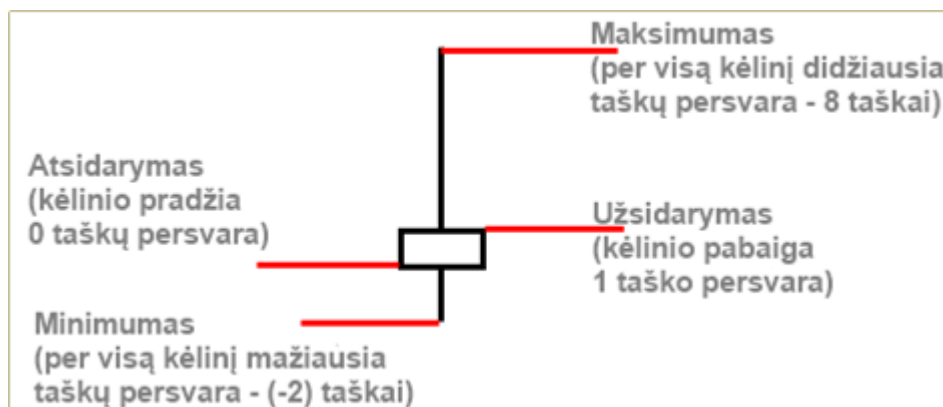 Maksimumas
(per visą kėlinį didžiausia
taškų persvara - 8 taškai)
Atsidarymas
(kėlinio pradžia
0 taškų persvara)
Užsidarymas
(kėlinio pabaiga
1 taško persvara)
Minimumas
(per visą kėlinį mažiausia
taškų persvara - (-2) taškai)